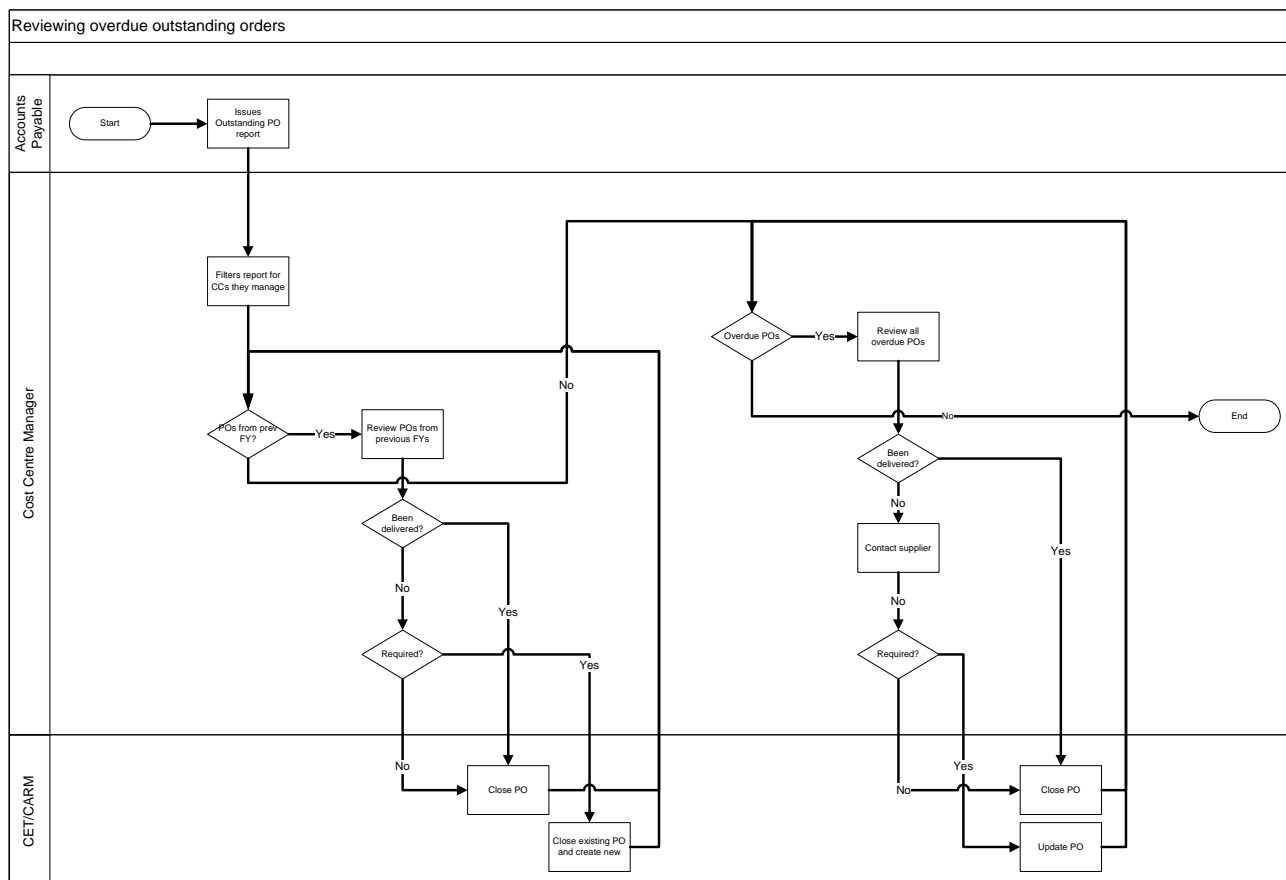 Reviewing overdue outstanding orders
Accounts
Payable
Start
Issues
Outstanding PO
report
Cost Centre Manager
Filters report for
CCs they manage
POs from prev
FY?
Yes
Review POs from
previous FYs
No
Been
delivered?
No
Yes
Required?
Yes
No
Overdue POs
Yes
Review all
overdue POs
No
End
Been
delivered?
No
Yes
Contact supplier
No
Required?
Yes
No
CET/CARM
Close PO
Close existing PO
and create new
Close PO
Update PO